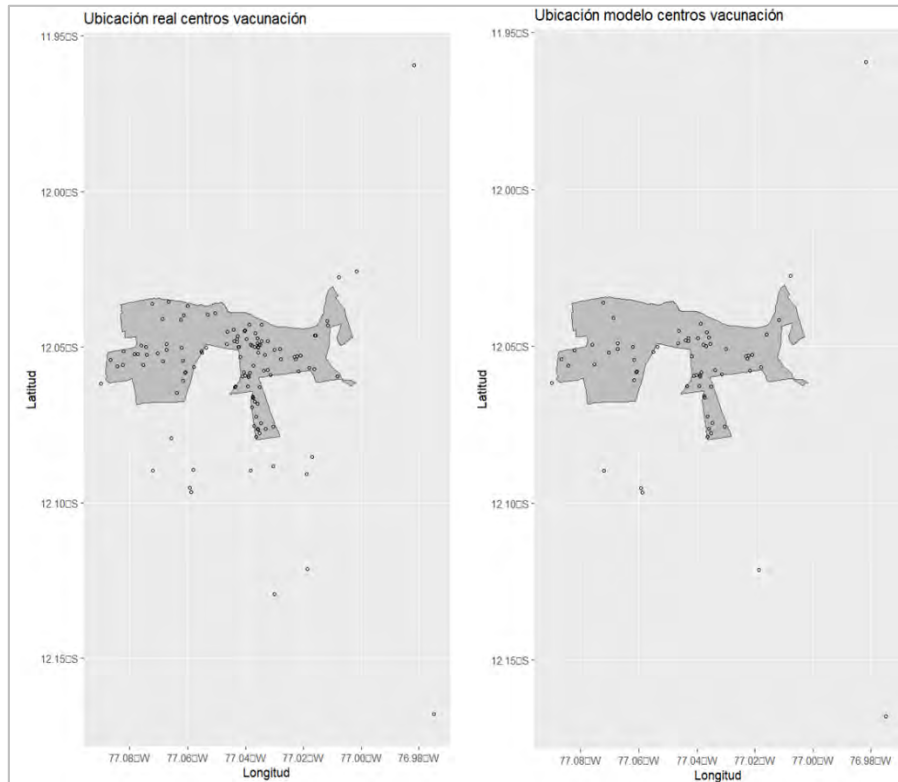 Ubicación real centros vacunación
Ubicación modelo centros vacunación
11.95□S
12.00□S
12.05□S
12.10□S
12.15□S
Latitud
77.08□W 77.06□W 77.04□W 77.02□W 77.00□W 76.98□W
Longitud
11.95□S
12.00□S
12.05□S
12.10□S
12.15□S
Latitud
77.08□W 77.06□W 77.04□W 77.02□W 77.00□W 76.98□W
Longitud